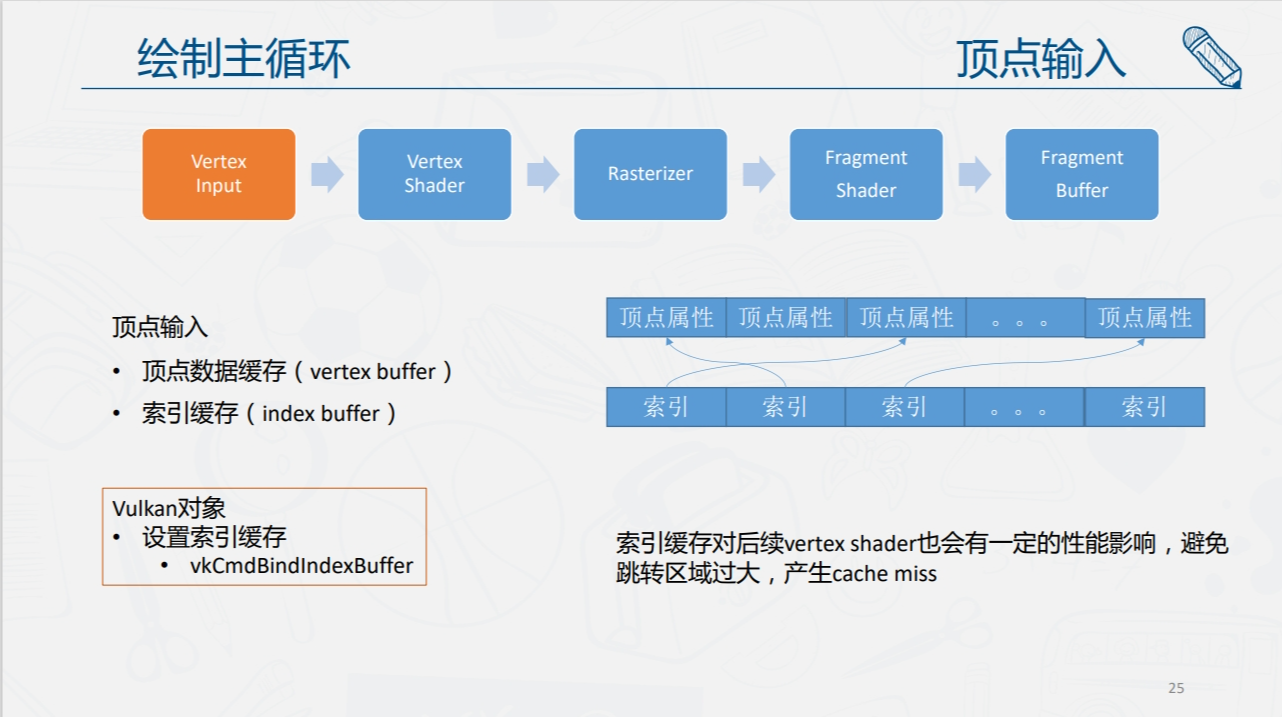 绘制主循环
顶点输入
Vertex
Input
Vertex
Shader
Rasterizer
Fragment
Shader
Fragment
Buffer
顶点输入
• 顶点数据缓存（vertex buffer）
• 索引缓存（index buffer）
顶点属性 顶点属性 顶点属性 。。。 顶点属性
索引 索引 索引 。。。 索引
Vulkan对象
• 设置索引缓存
• vkCmdBindIndexBuffer
索引缓存对后续vertex shader也会有一定的性能影响，避免
跳转区域过大，产生cache miss
25